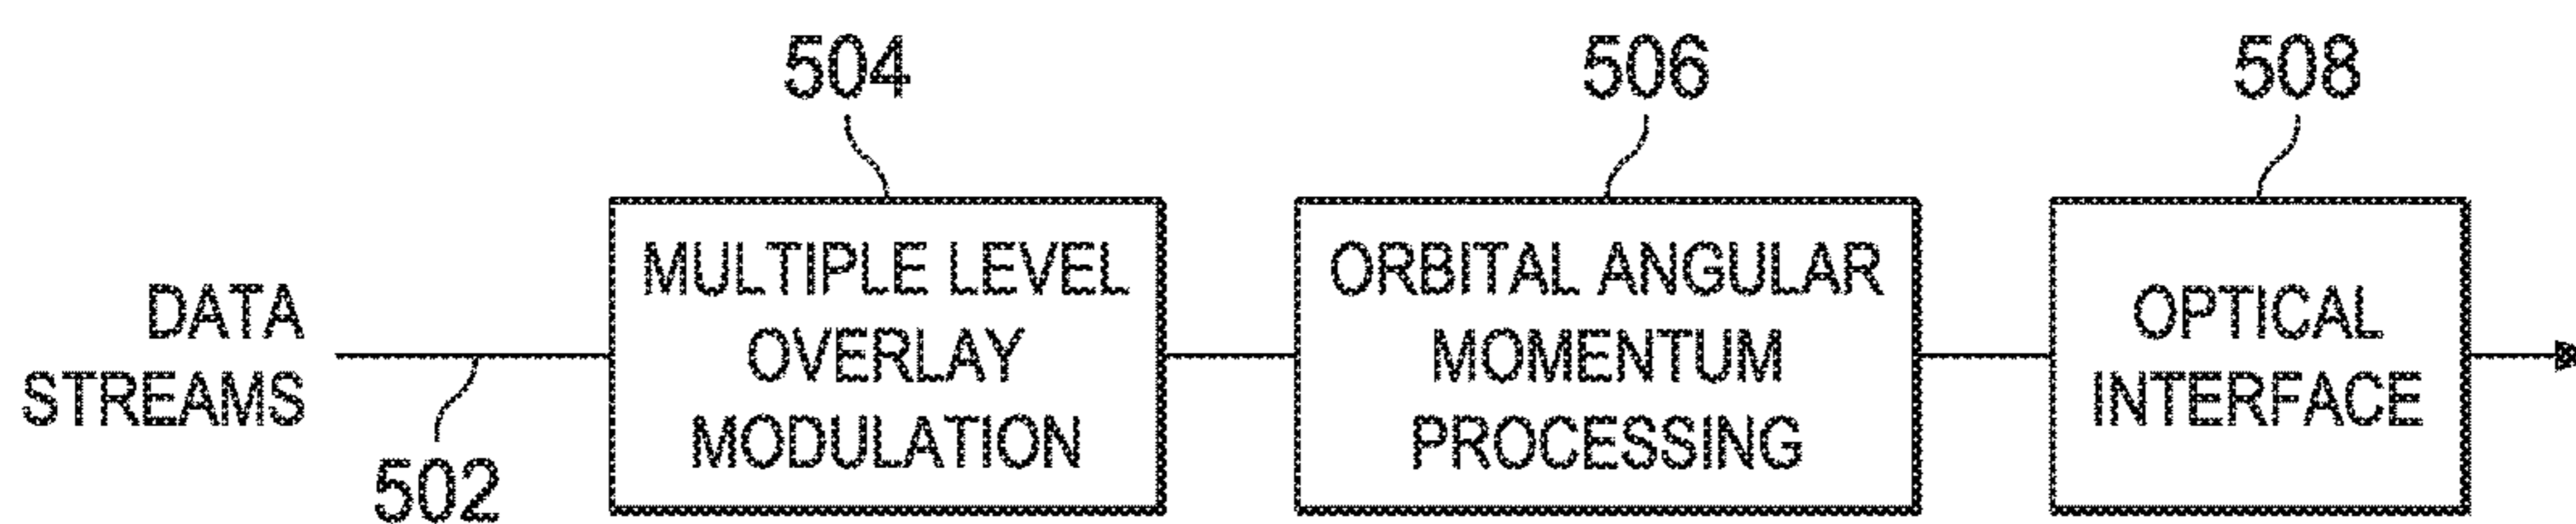 504
506
508
DATA
STREAMS
502
MULTIPLE LEVEL
OVERLAY
MODULATION
ORBITAL ANGULAR
MOMENTUM
PROCESSING
OPTICAL
INTERFACE